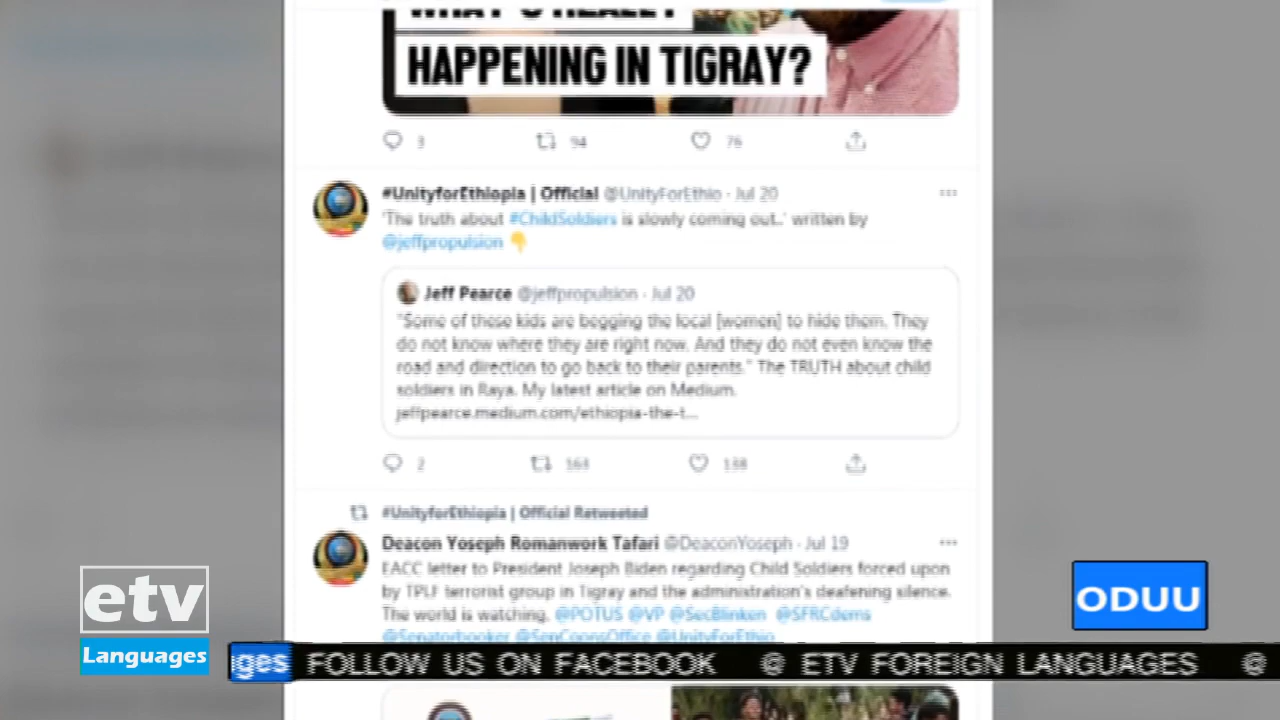 WHAT'S REALLY
HAPPENING IN TIGRAY?
3 94 76
#UnityforEthiopia | Official @UnityForEthio · Jul 20
'The truth about #ChildSoldiers is slowly coming out..' written by
@jeffpropulsion 👇
Jeff Pearce @jeffpropulsion · Jul 20
"Some of these kids are begging the local [women] to hide them. They
do not know where they are right now. And they do not even know the
road and direction to go back to their parents." The TRUTH about child
soldiers in Raya. My latest article on Medium.
jeffpearce.medium.com/ethiopia-the-t...
2 163 138
#UnityforEthiopia | Official Retweeted
Deacon Yoseph Romanwork Tafari @DeaconYoseph · Jul 19
EACC letter to President Joseph Biden regarding Child Soldiers forced upon
by TPLF terrorist group in Tigray and the administration's deafening silence.
The world is watching. @POTUS @VP @SecBlinken @SFRCdems
@Senatorbooker @SenCoonsOffice @UnityForEthio
etv
Languages
ODUU
iges FOLLOW US ON FACEBOOK @ ETV FOREIGN LANGUAGES @